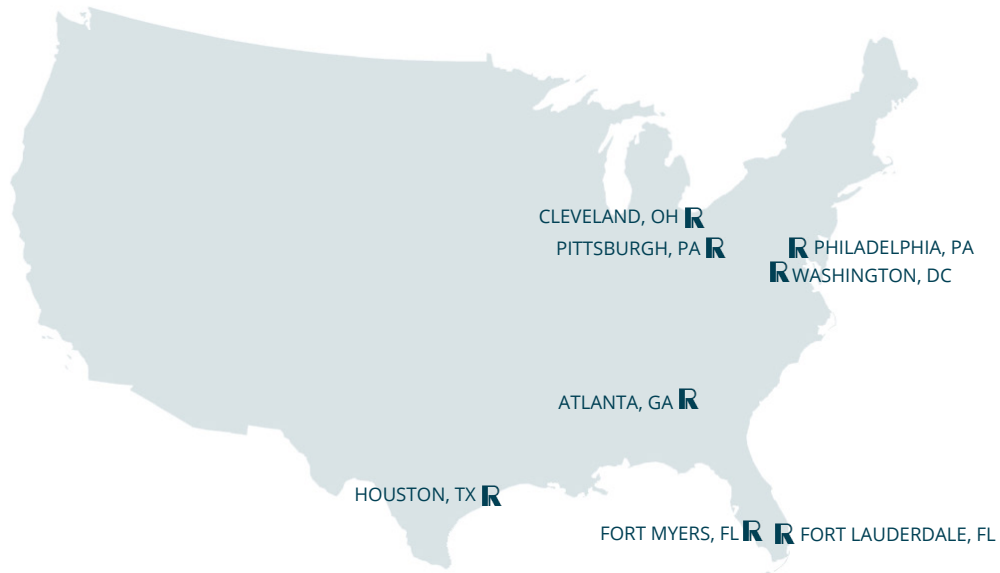 CLEVELAND, OH
PITTSBURGH, PA
PHILADELPHIA, PA
WASHINGTON, DC
ATLANTA, GA
HOUSTON, TX
FORT MYERS, FL
FORT LAUDERDALE, FL